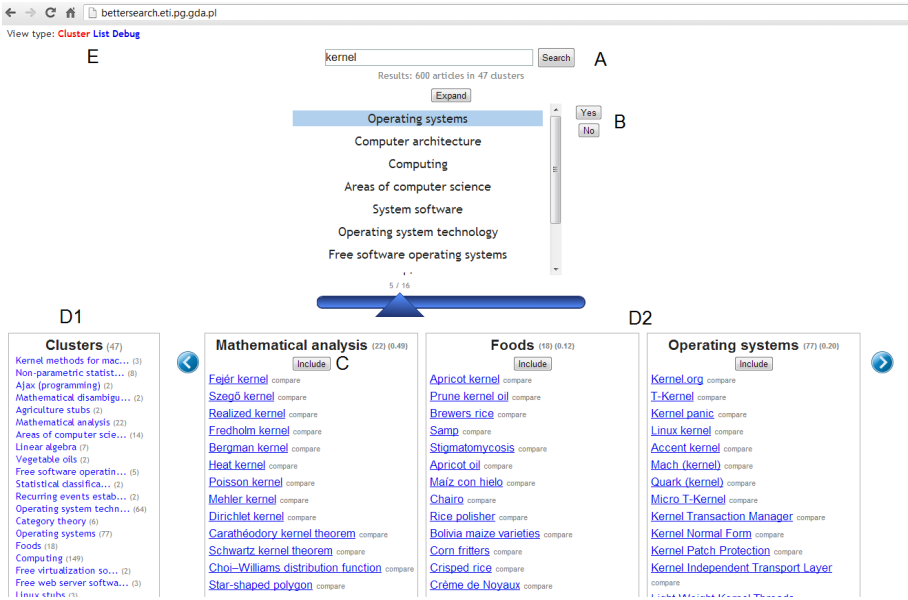 bettersearch.eti.pg.gda.pl
View type: Cluster List Debug
E
kernel
Search
A
Results: 600 articles in 47 clusters
Expand
Operating systems
Yes
B
No
Computer architecture
Computing
Areas of computer science
System software
Operating system technology
Free software operating systems
5 / 16
D1
D2
Clusters (47)
Kernel methods for mac... (3)
Non-parametric statist... (8)
Ajax (programming) (2)
Mathematical disambigu... (2)
Agriculture stubs (2)
Mathematical analysis (22)
Areas of computer scie... (14)
Linear algebra (7)
Vegetable oils (2)
Free software operatin... (5)
Statistical classifica... (2)
Recurring events estab... (2)
Operating system techn... (64)
Category theory (6)
Operating systems (77)
Foods (18)
Computing (149)
Free virtualization so... (2)
Free web server softwa... (3)
Linux stubs (3)
Mathematical analysis (22) (0.49)
Include
C
Fejér kernel compare
Szegő kernel compare
Realized kernel compare
Fredholm kernel compare
Bergman kernel compare
Heat kernel compare
Poisson kernel compare
Mehler kernel compare
Dirichlet kernel compare
Carathéodory kernel theorem compare
Schwartz kernel theorem compare
Choi–Williams distribution function compare
Star-shaped polygon compare
Foods (18) (0.12)
Include
Apricot kernel compare
Prune kernel oil compare
Brewers rice compare
Samp compare
Stigmatomycosis compare
Apricot oil compare
Maíz con hielo compare
Chairo compare
Rice polisher compare
Bolivia maize varieties compare
Corn fritters compare
Crisped rice compare
Crème de Noyaux compare
Operating systems (77) (0.20)
Include
Kernel.org compare
T-Kernel compare
Kernel panic compare
Linux kernel compare
Accent kernel compare
Mach (kernel) compare
Quark (kernel) compare
Micro T-Kernel compare
Kernel Transaction Manager compare
Kernel Normal Form compare
Kernel Patch Protection compare
Kernel Independent Transport Layer
compare
Light Weight Kernel Threads